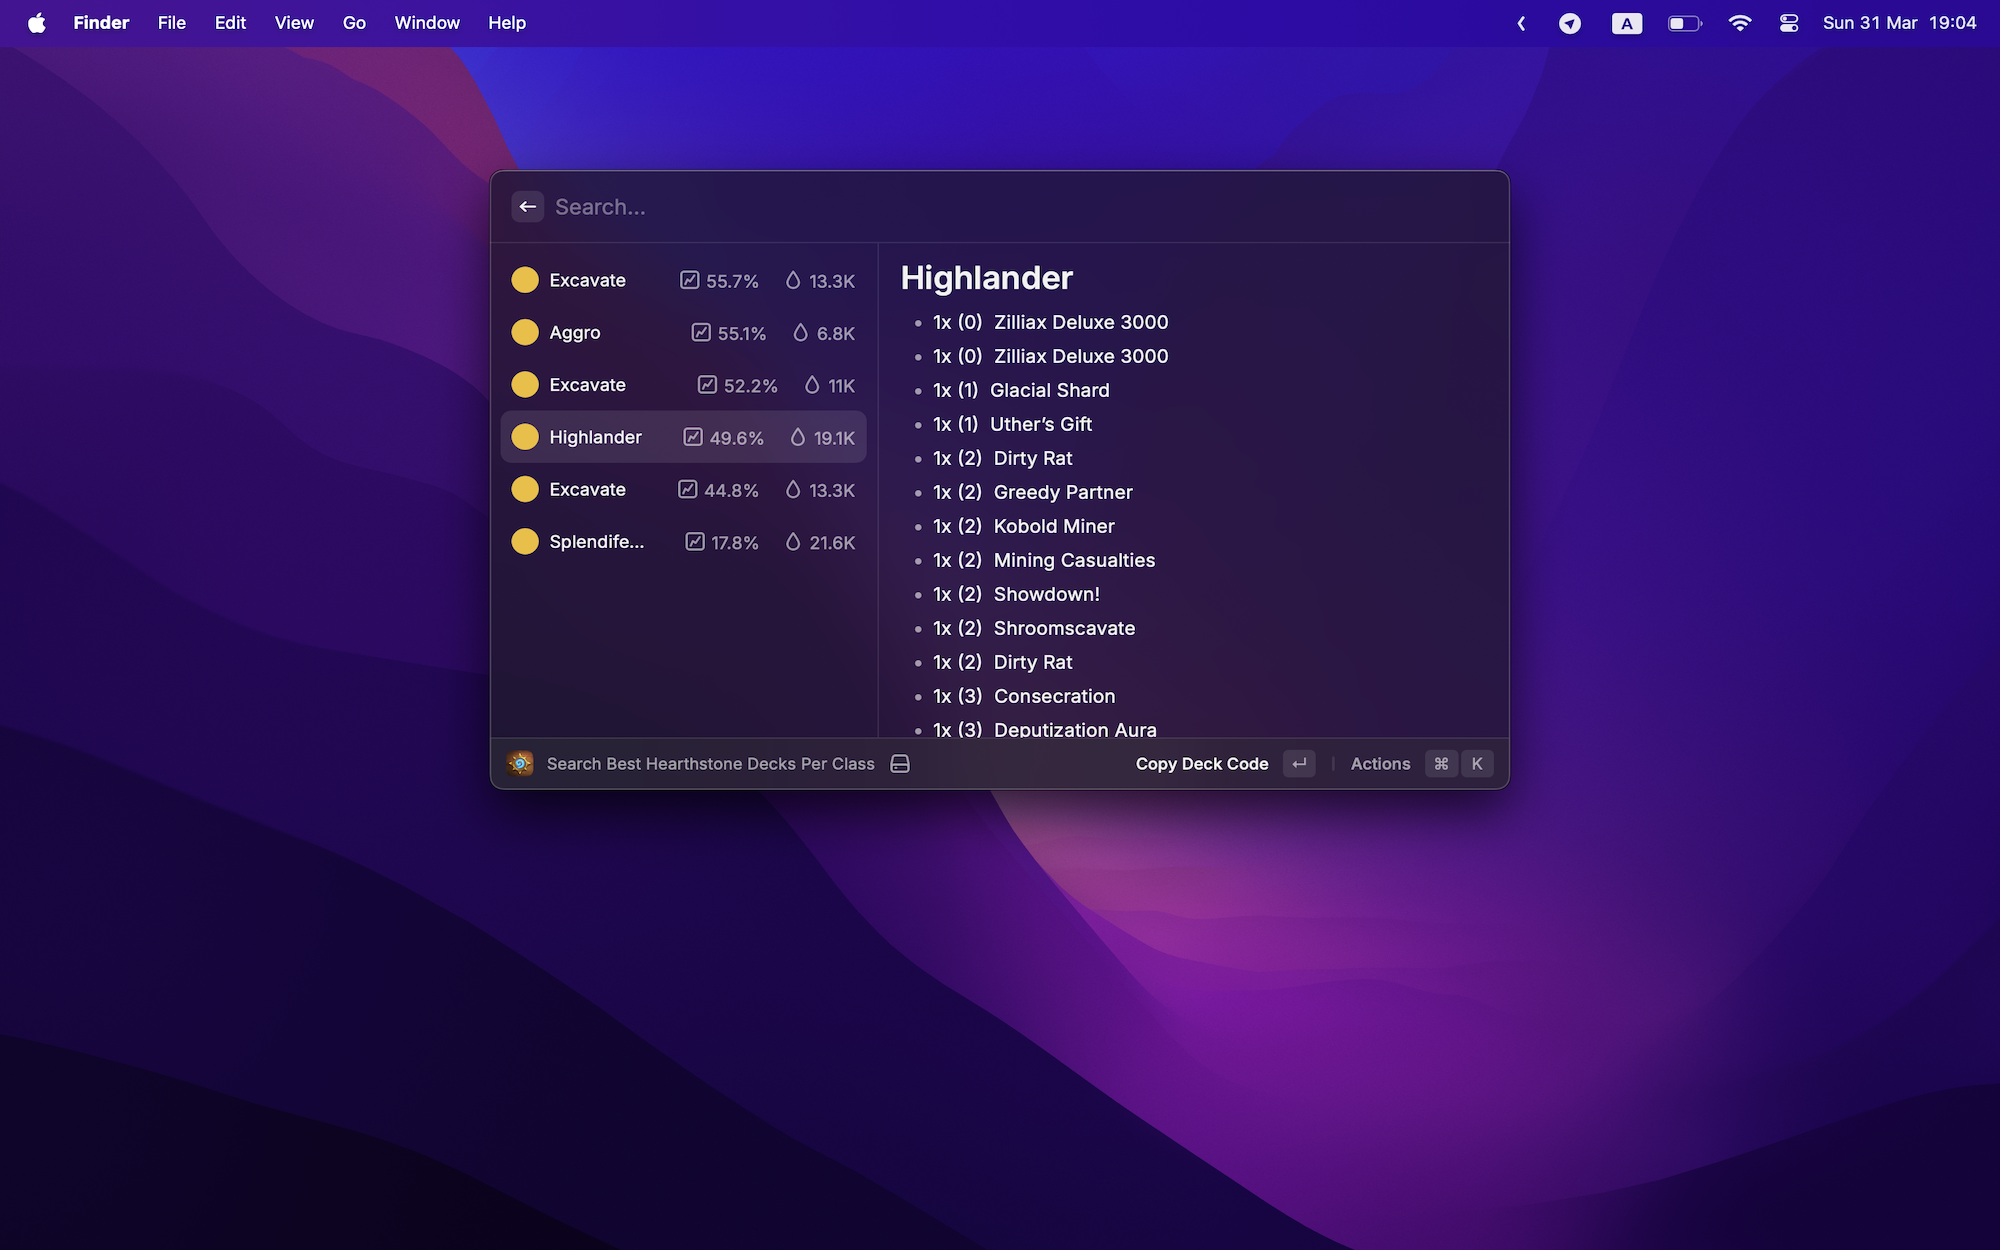 Finder File Edit View Go Window Help A Sun 31 Mar 19:04
Search...
Excavate 55.7% 13.3K
Aggro 55.1% 6.8K
Excavate 52.2% 11K
Highlander 49.6% 19.1K
Excavate 44.8% 13.3K
Splendife... 17.8% 21.6K
Highlander
• 1x (0) Zilliax Deluxe 3000
• 1x (0) Zilliax Deluxe 3000
• 1x (1) Glacial Shard
• 1x (1) Uther’s Gift
• 1x (2) Dirty Rat
• 1x (2) Greedy Partner
• 1x (2) Kobold Miner
• 1x (2) Mining Casualties
• 1x (2) Showdown!
• 1x (2) Shroomscavate
• 1x (2) Dirty Rat
• 1x (3) Consecration
• 1x (3) Deputization Aura
Search Best Hearthstone Decks Per Class Copy Deck Code ↵ Actions ⌘ K